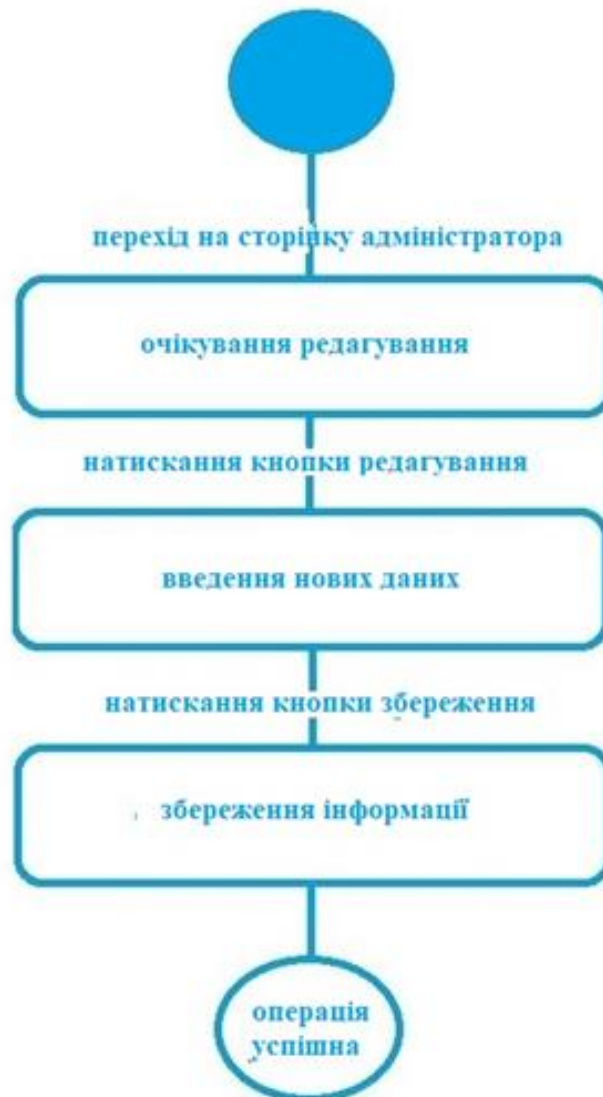 перехід на сторінку адміністратора
очікування редагування
натискання кнопки редагування
введення нових даних
натискання кнопки збереження
збереження інформації
операція
успішна